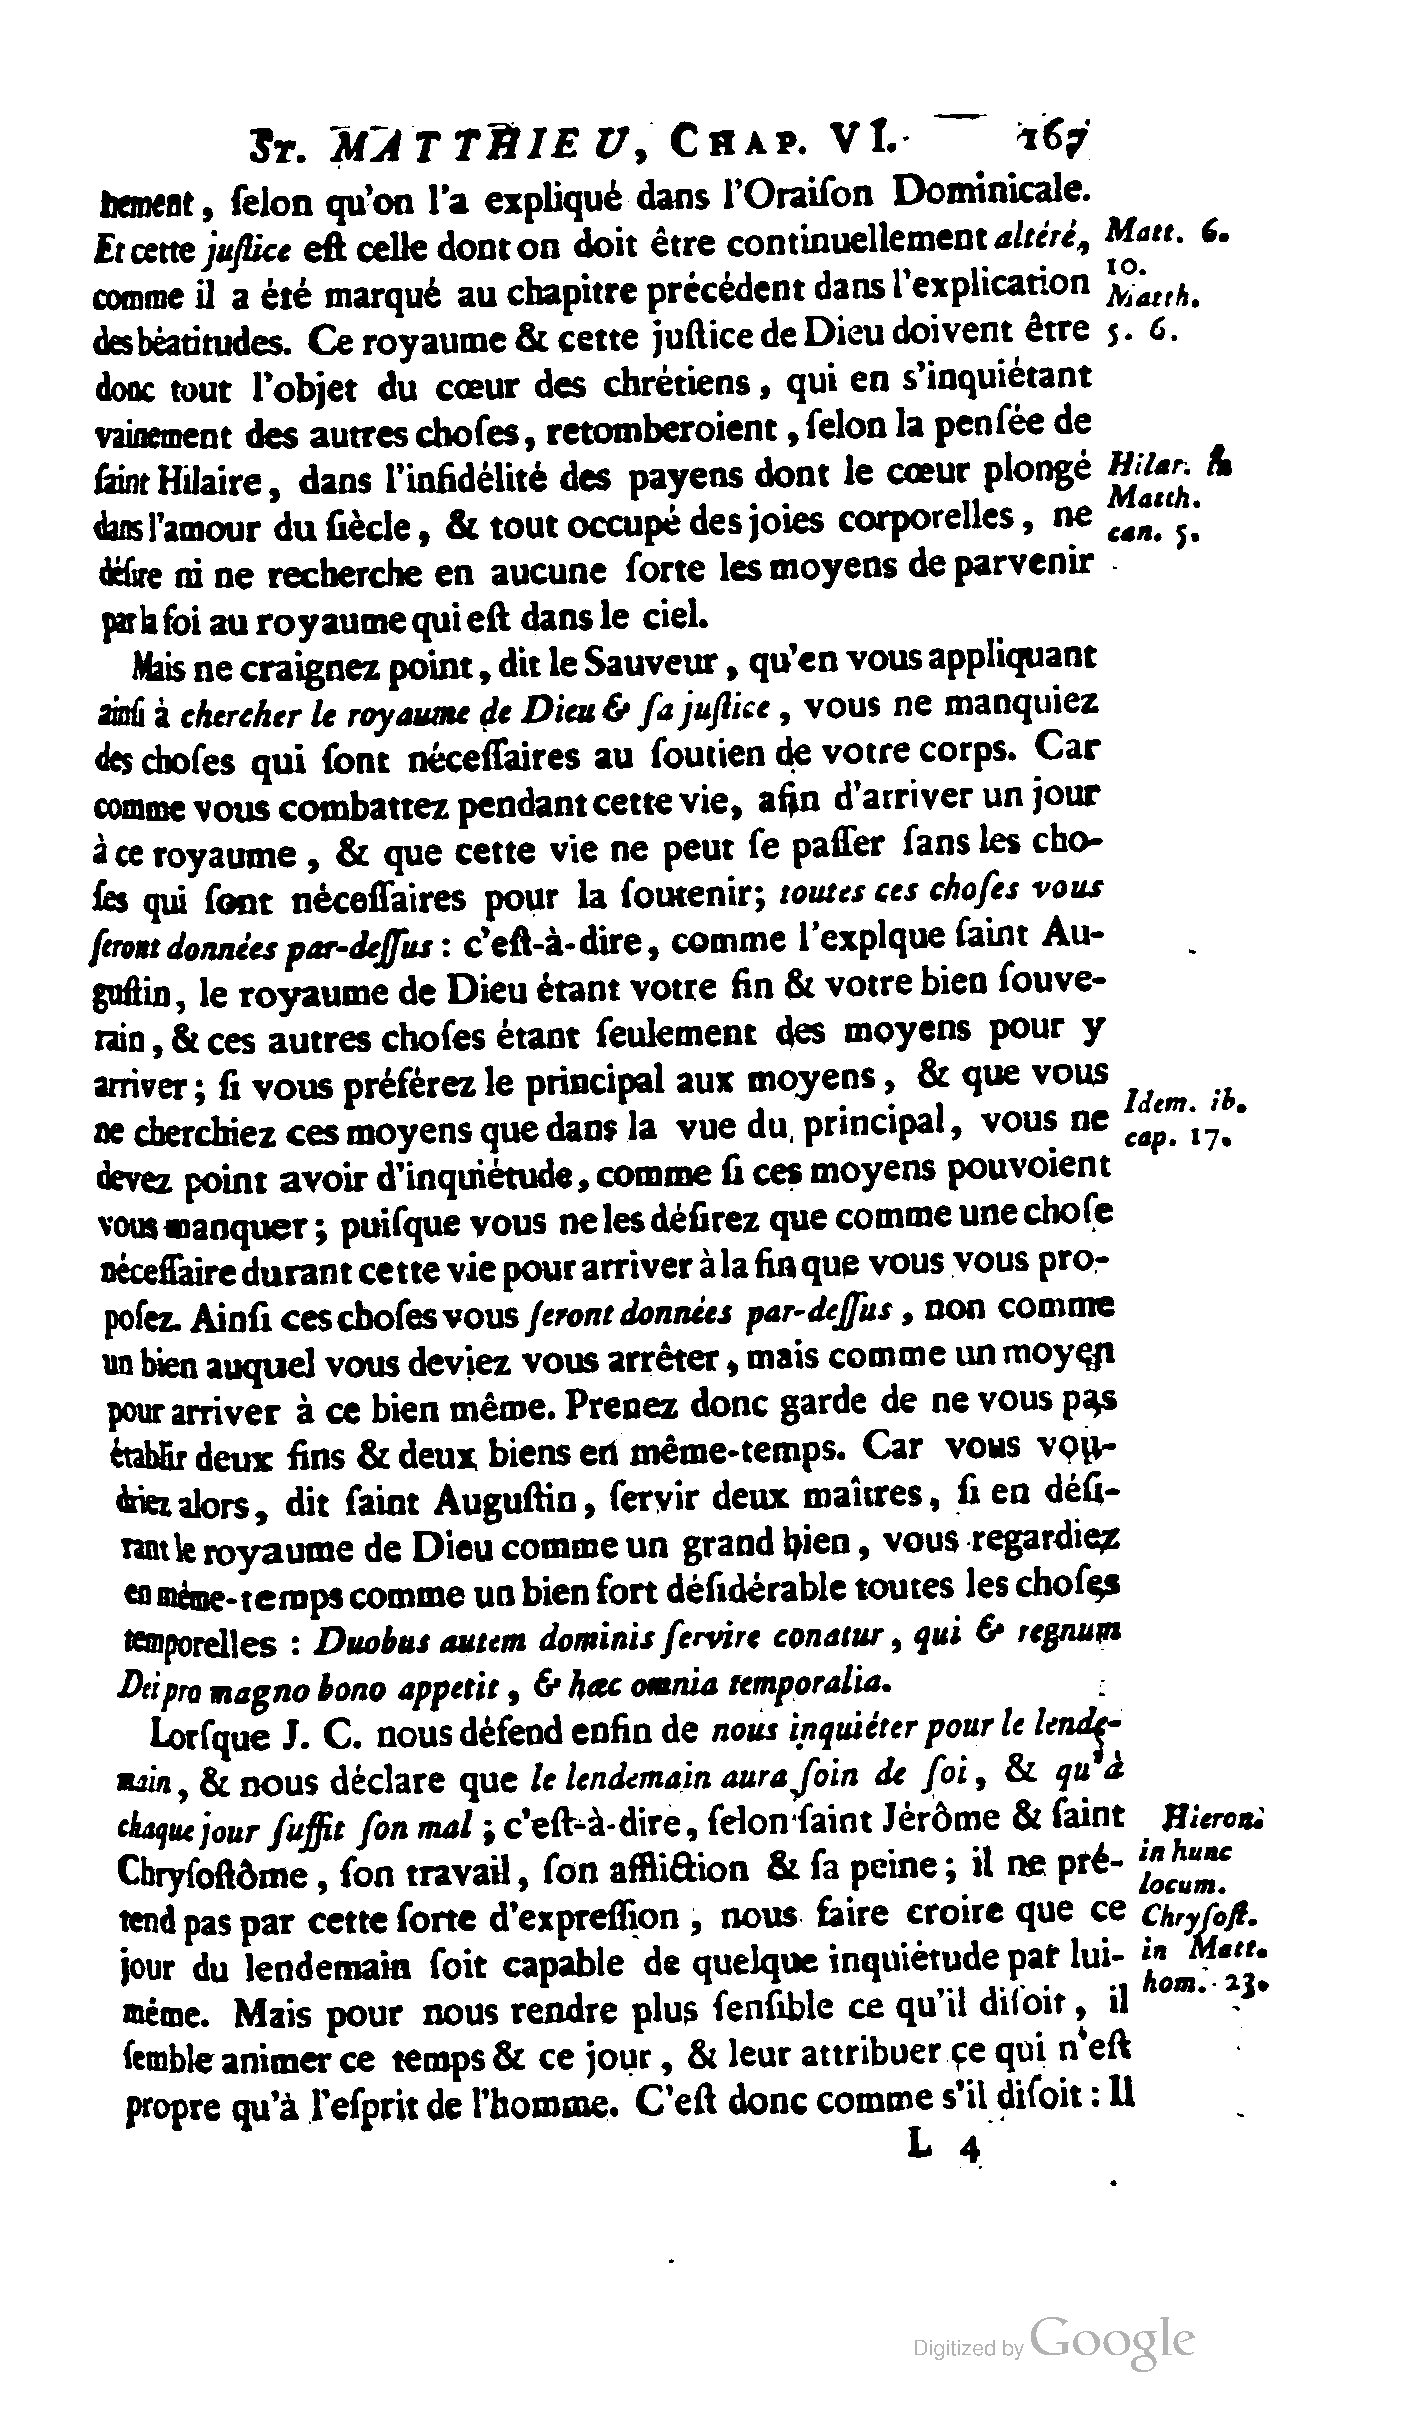 ST. MATTHIEU, CHAP. VI. 167
nement, ſelon qu'on l'a expliqué dans l'Oraiſon Dominicale.
Et cette juſtice eſt celle dont on doit être continuellement altéré,
comme il a été marqué au chapitre précédent dans l'explication
des béatitudes. Ce royaume & cette juſtice de Dieu doivent être
donc tout l'objet du cœur des chrétiens, qui en s'inquiétant
vainement des autres choſes, retomberoient, ſelon la penſée de
ſaint Hilaire, dans l'infidélité des payens dont le cœur plongé
dans l'amour du ſiècle, & tout occupé des joies corporelles, ne
déſire ni ne recherche en aucune ſorte les moyens de parvenir
par la foi au royaume qui eſt dans le ciel.
Mais ne craignez point, dit le Sauveur, qu'en vous appliquant
ainſi à chercher le royaume de Dieu & ſa juſtice, vous ne manquiez
des choſes qui ſont néceſſaires au ſoutien de votre corps. Car
comme vous combattez pendant cette vie, afin d'arriver un jour
à ce royaume, & que cette vie ne peut ſe paſſer ſans les cho-
ſes qui ſont néceſſaires pour la ſoutenir; toutes ces choſes vous
ſeront données par-deſſus : c'eſt-à-dire, comme l'explque ſaint Au-
guſtin, le royaume de Dieu étant votre fin & votre bien ſouve-
rain, & ces autres choſes étant ſeulement des moyens pour y
arriver; ſi vous préférez le principal aux moyens, & que vous
ne cherchiez ces moyens que dans la vue du principal, vous ne
devez point avoir d'inquiétude, comme ſi ces moyens pouvoient
vous manquer; puiſque vous ne les déſirez que comme une choſe
néceſſaire durant cette vie pour arriver à la fin que vous vous pro-
poſez. Ainſi ces choſes vous ſeront données par-deſſus, non comme
un bien auquel vous deviez vous arrêter, mais comme un moyen
pour arriver à ce bien même. Prenez donc garde de ne vous pas
établir deux fins & deux biens en même-temps. Car vous vou-
driez alors, dit ſaint Auguſtin, ſervir deux maîtres, ſi en déſi-
rant le royaume de Dieu comme un grand bien, vous regardiez
en même-temps comme un bien fort déſidérable toutes les choſes
temporelles : Duobus autem dominis ſervire conatur, qui & regnum
Dei pro magno bono appetit, & hæc omnia temporalia.
Lorſque J. C. nous défend enfin de nous inquiéter pour le lende-
main, & nous déclare que le lendemain aura ſoin de ſoi, & qu'à
chaque jour ſuffit ſon mal; c'eſt-à-dire, ſelon ſaint Jérôme & ſaint
Chryſoſtôme, ſon travail, ſon affliction & ſa peine; il ne pré-
tend pas par cette ſorte d'expreſſion, nous faire croire que ce
jour du lendemain ſoit capable de quelque inquiétude par lui-
même. Mais pour nous rendre plus ſenſible ce qu'il diſoit, il
ſemble animer ce temps & ce jour, & leur attribuer ce qui n'eſt
propre qu'à l'eſprit de l'homme. C'eſt donc comme s'il diſoit : Il
L 4
Matt. 6.
10.
Matth.
5. 6.
Hilar. in
Matth.
can. 5.
Idem. ib.
cap. 17.
Hieron.
in hunc
locum.
Chryſoſt.
in Matt.
hom. 23.
Digitized by Google